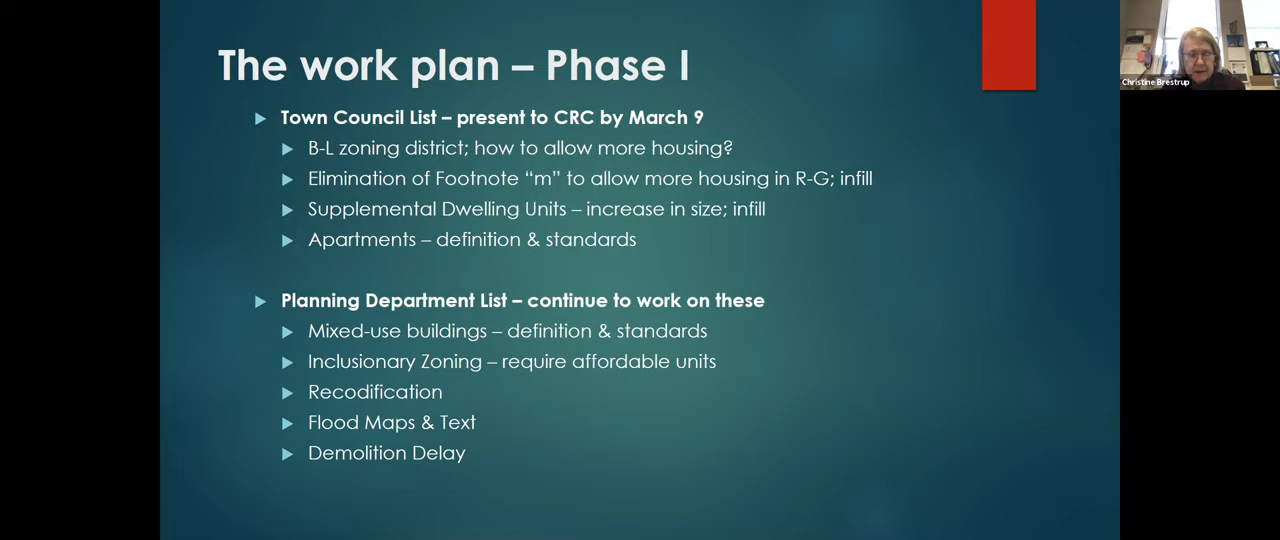 The work plan – Phase I
Town Council List – present to CRC by March 9
B-L zoning district; how to allow more housing?
Elimination of Footnote “m” to allow more housing in R-G; infill
Supplemental Dwelling Units – increase in size; infill
Apartments – definition & standards
Planning Department List – continue to work on these
Mixed-use buildings – definition & standards
Inclusionary Zoning – require affordable units
Recodification
Flood Maps & Text
Demolition Delay
Christine Brestrup